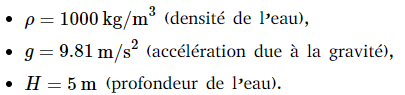 • ρ = 1000 kg/m³ (densité de l'eau),
• g = 9.81 m/s² (accélération due à la gravité),
• H = 5 m (profondeur de l'eau).